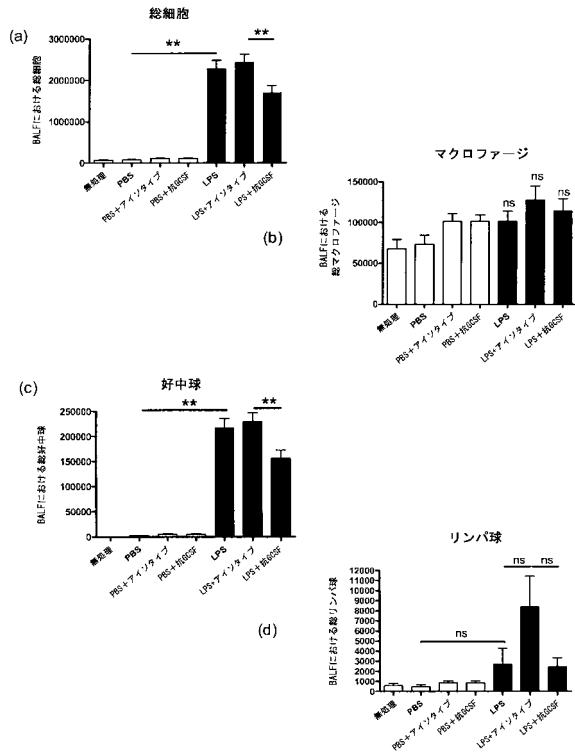 総細胞
(a)
**
**
3000000
2000000
1000000
0
BALFにおける総細胞
無処理
PBS
PBS+アイソタイプ
PBS+抗GCSF
LPS
LPS+アイソタイプ
LPS+抗GCSF
(b)
マクロファージ
150000
100000
50000
0
BALFにおける
総マクロファージ
ns
ns
ns
無処理
PBS
PBS+アイソタイプ
PBS+抗GCSF
LPS
LPS+アイソタイプ
LPS+抗GCSF
(c)
好中球
**
**
250000
200000
150000
100000
50000
0
BALFにおける総好中球
無処理
PBS
PBS+アイソタイプ
PBS+抗GCSF
LPS
LPS+アイソタイプ
LPS+抗GCSF
(d)
リンパ球
ns
ns
ns
12000
11000
10000
9000
8000
7000
6000
5000
4000
3000
2000
1000
0
BALFにおける総リンパ球
無処理
PBS
PBS+アイソタイプ
PBS+抗GCSF
LPS
LPS+アイソタイプ
LPS+抗GCSF